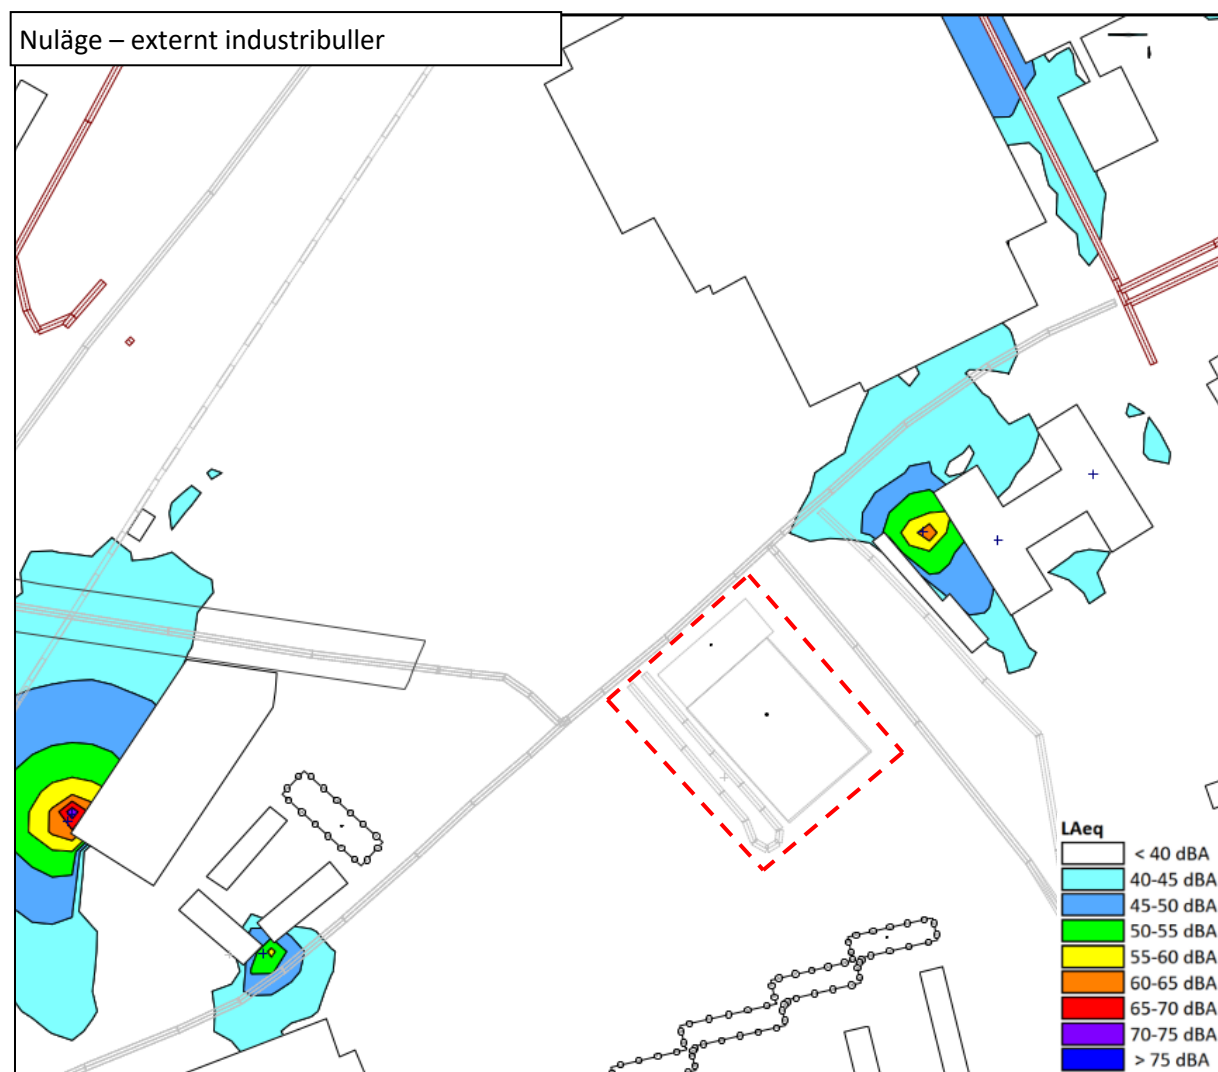 Nuläge – externt industribuller
LAeq
< 40 dBA
40-45 dBA
45-50 dBA
50-55 dBA
55-60 dBA
60-65 dBA
65-70 dBA
70-75 dBA
> 75 dBA